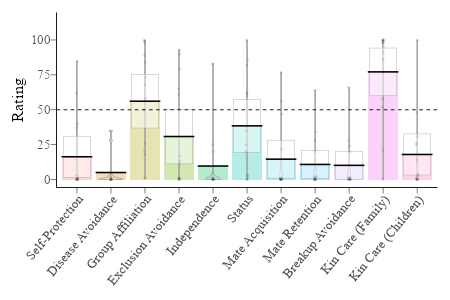 Rating
100
75
50
25
0
Self-Protection
Disease Avoidance
Group Affiliation
Exclusion Avoidance
Independence
Status
Mate Acquisition
Mate Retention
Breakup Avoidance
Kin Care (Family)
Kin Care (Children)